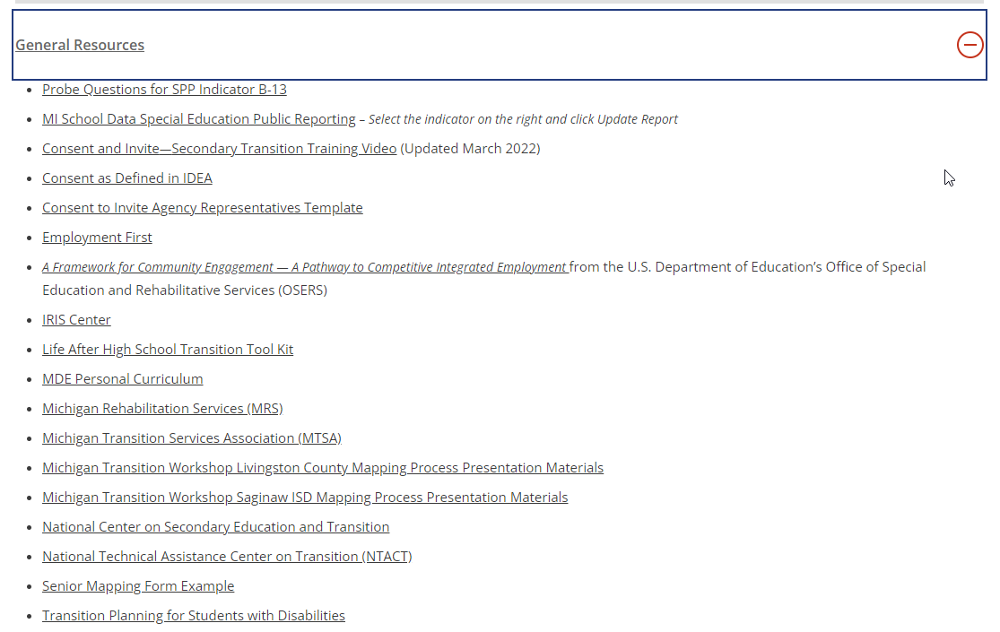 General Resources
Probe Questions for SPP Indicator B-13
MI School Data Special Education Public Reporting – Select the indicator on the right and click Update Report
Consent and Invite—Secondary Transition Training Video (Updated March 2022)
Consent as Defined in IDEA
Consent to Invite Agency Representatives Template
Employment First
A Framework for Community Engagement — A Pathway to Competitive Integrated Employment from the U.S. Department of Education’s Office of Special
Education and Rehabilitative Services (OSERS)
IRIS Center
Life After High School Transition Tool Kit
MDE Personal Curriculum
Michigan Rehabilitation Services (MRS)
Michigan Transition Services Association (MTSA)
Michigan Transition Workshop Livingston County Mapping Process Presentation Materials
Michigan Transition Workshop Saginaw ISD Mapping Process Presentation Materials
National Center on Secondary Education and Transition
National Technical Assistance Center on Transition (NTACT)
Senior Mapping Form Example
Transition Planning for Students with Disabilities